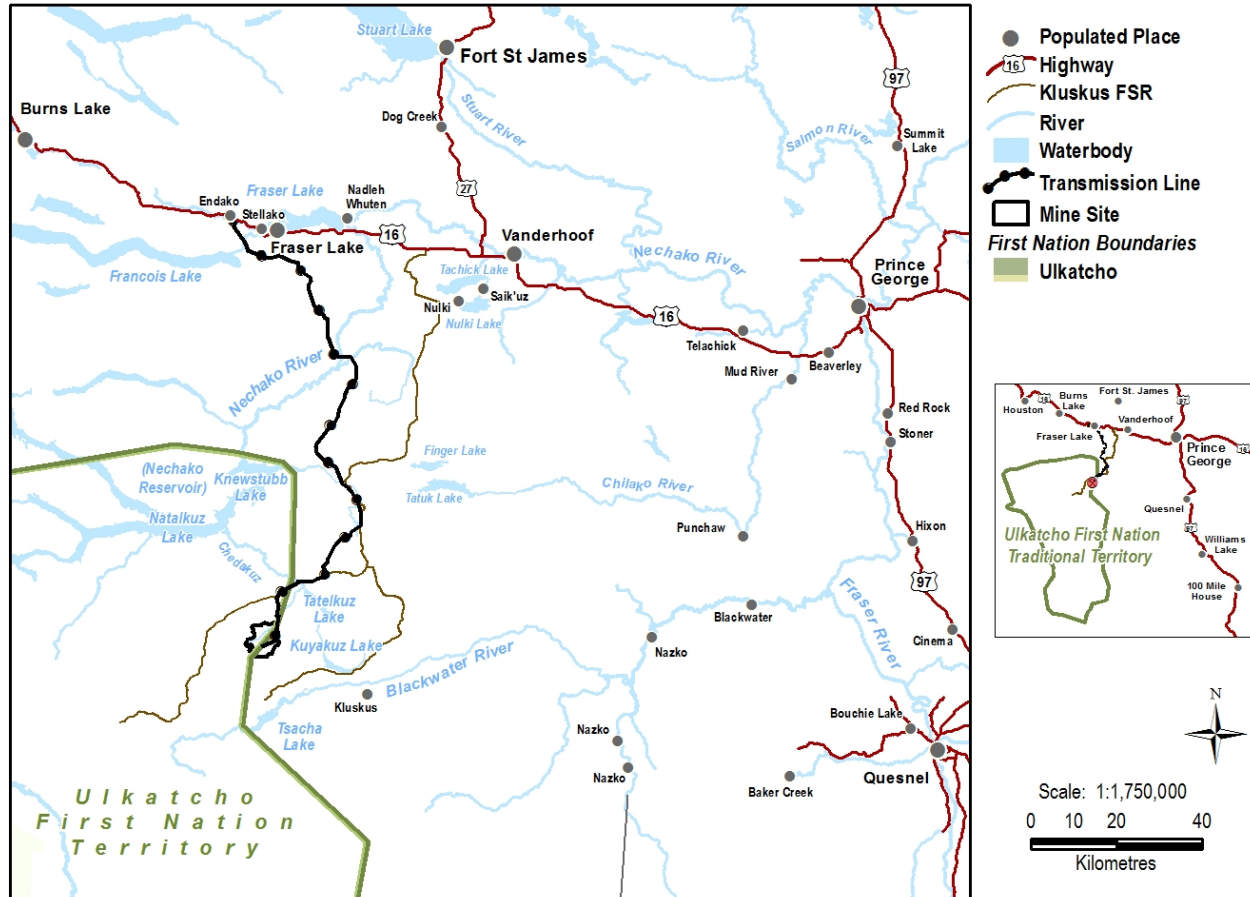 Stuart Lake
Fort St James
Burns Lake
Dog Creek
Stuart River
97
Salmon River
Summit
Lake
27
Endako
Fraser Lake
Nadleh
Whuten
Stellako
Fraser Lake
16
Vanderhoof
Francois Lake
Tachick Lake
Saik'uz
Nulki
Nulki Lake
Nechako River
Prince
George
16
Telachick
Beaverley
Mud River
Nechako River
Red Rock
Stoner
(Nechako
Reservoir)
Knewstubb
Lake
Finger Lake
Tatuk Lake
Chilako River
Natalkuz
Lake
Punchaw
Hixon
Chedakuz
97
Fraser River
Tatelkuz
Lake
Blackwater
Cinema
Kuyakuz Lake
Nazko
Blackwater River
Kluskus
Tsacha
Lake
Nazko
Bouchie Lake
Nazko
Quesnel
Baker Creek
Ulkatcho
First Nation
Territory
Populated Place
16 Highway
Kluskus FSR
River
Waterbody
Transmission Line
Mine Site
First Nation Boundaries
Ulkatcho
Fort St. James
Burns
Lake
97
Houston
16
Vanderhoof
Fraser Lake
Prince
George
16
Quesnel
97
Ulkatcho First Nation
Traditional Territory
Williams
Lake
100 Mile
House
N
Scale: 1:1,750,000
0 10 20 40
Kilometres